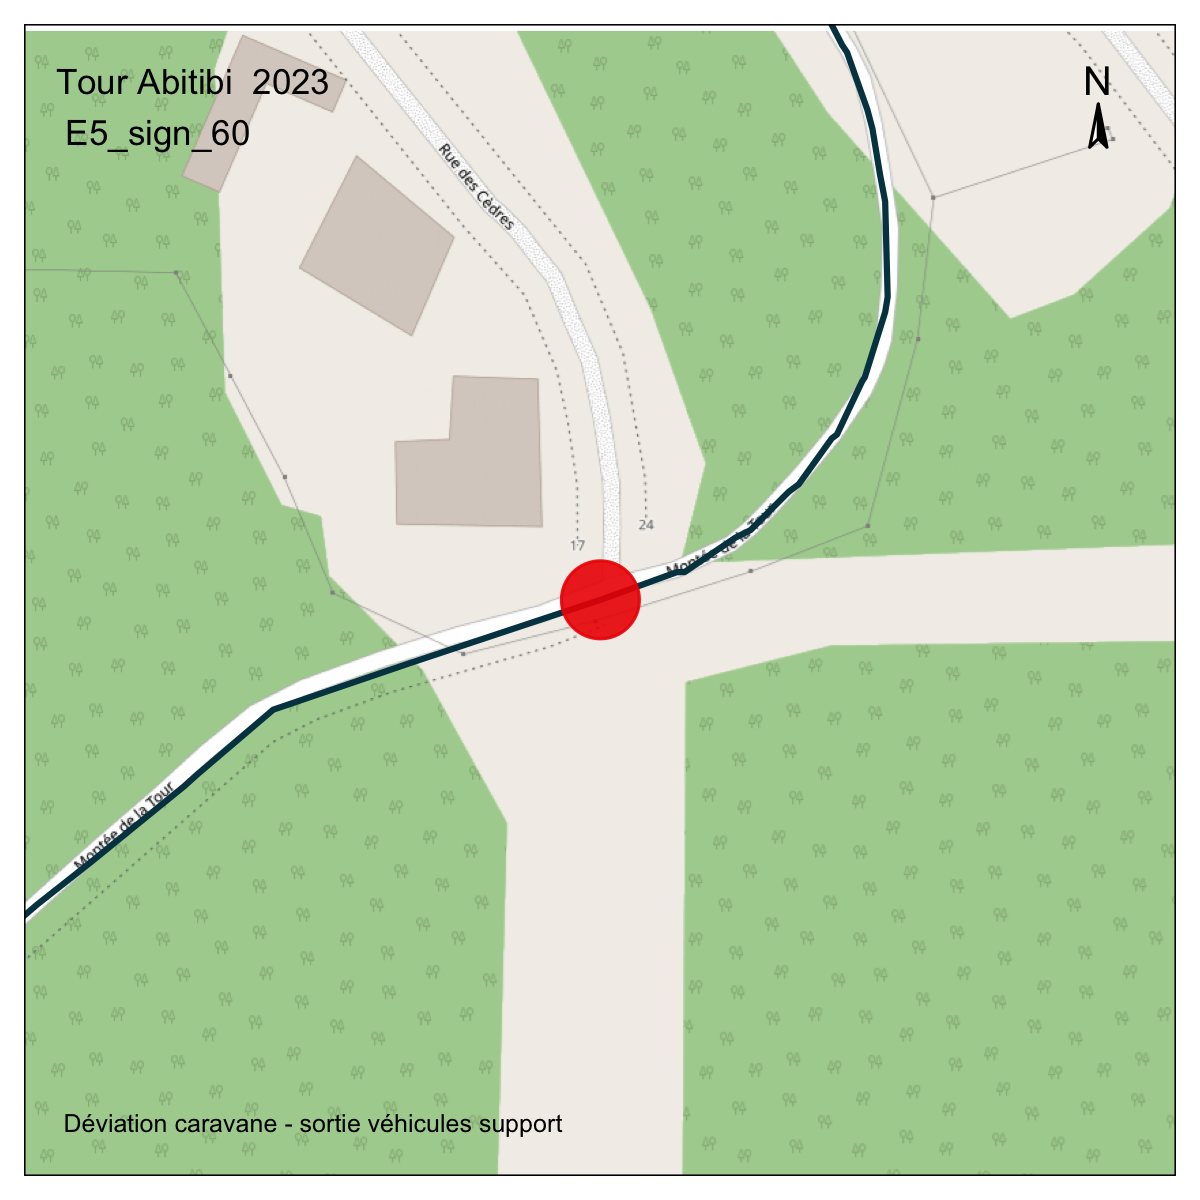 Tour Abitibi  2023
N
E5_sign_60
Rue des Cèdres
24
17
Montée de la Tour
Montée de la Tour
Déviation caravane - sortie véhicules support